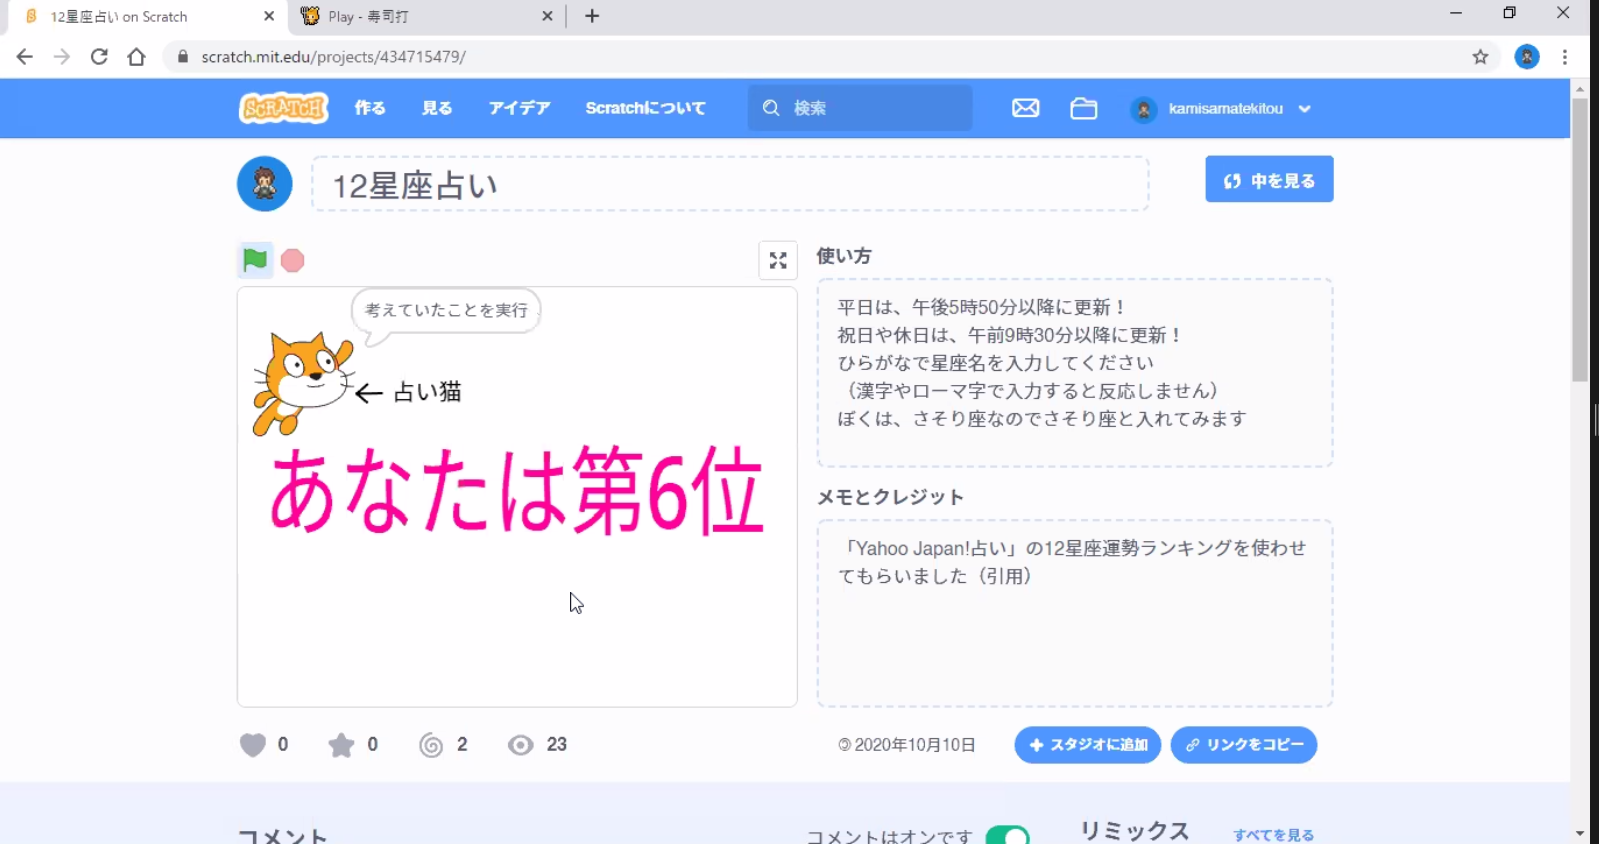 12星座占い on Scratch
Play - 寿司打
scratch.mit.edu/projects/434715479/
SCRATCH 作る 見る アイデア Scratchについて 検索 kamisamatekitou
12星座占い
中を見る
考えていたことを実行
← 占い猫
あなたは第6位
使い方
平日は、午後5時50分以降に更新！
祝日や休日は、午前9時30分以降に更新！
ひらがなで星座名を入力してください
（漢字やローマ字で入力すると反応しません）
ぼくは、さそり座なのでさそり座と入れてみます
メモとクレジット
「Yahoo Japan!占い」の12星座運勢ランキングを使わせ
てもらいました（引用）
0 0 2 23
2020年10月10日
スタジオに追加
リンクをコピー
コメント
コメントはオンです
リミックス
すべてを見る